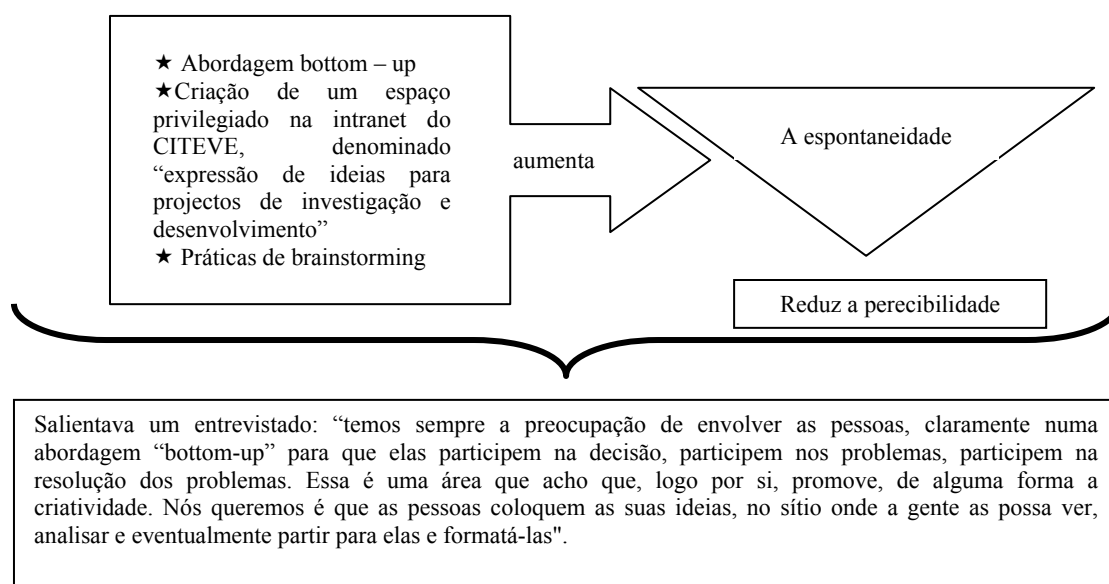 ★ Abordagem bottom – up
★Criação de um espaço
privilegiado na intranet do
CITEVE, denominado
“expressão de ideias para
projectos de investigação e
desenvolvimento”
★ Práticas de brainstorming
aumenta
A espontaneidade
Reduz a perecibilidade
Salientava um entrevistado: “temos sempre a preocupação de envolver as pessoas, claramente numa
abordagem “bottom-up” para que elas participem na decisão, participem nos problemas, participem na
resolução dos problemas. Essa é uma área que acho que, logo por si, promove, de alguma forma a
criatividade. Nós queremos é que as pessoas coloquem as suas ideias, no sítio onde a gente as possa ver,
analisar e eventualmente partir para elas e formatá-las".